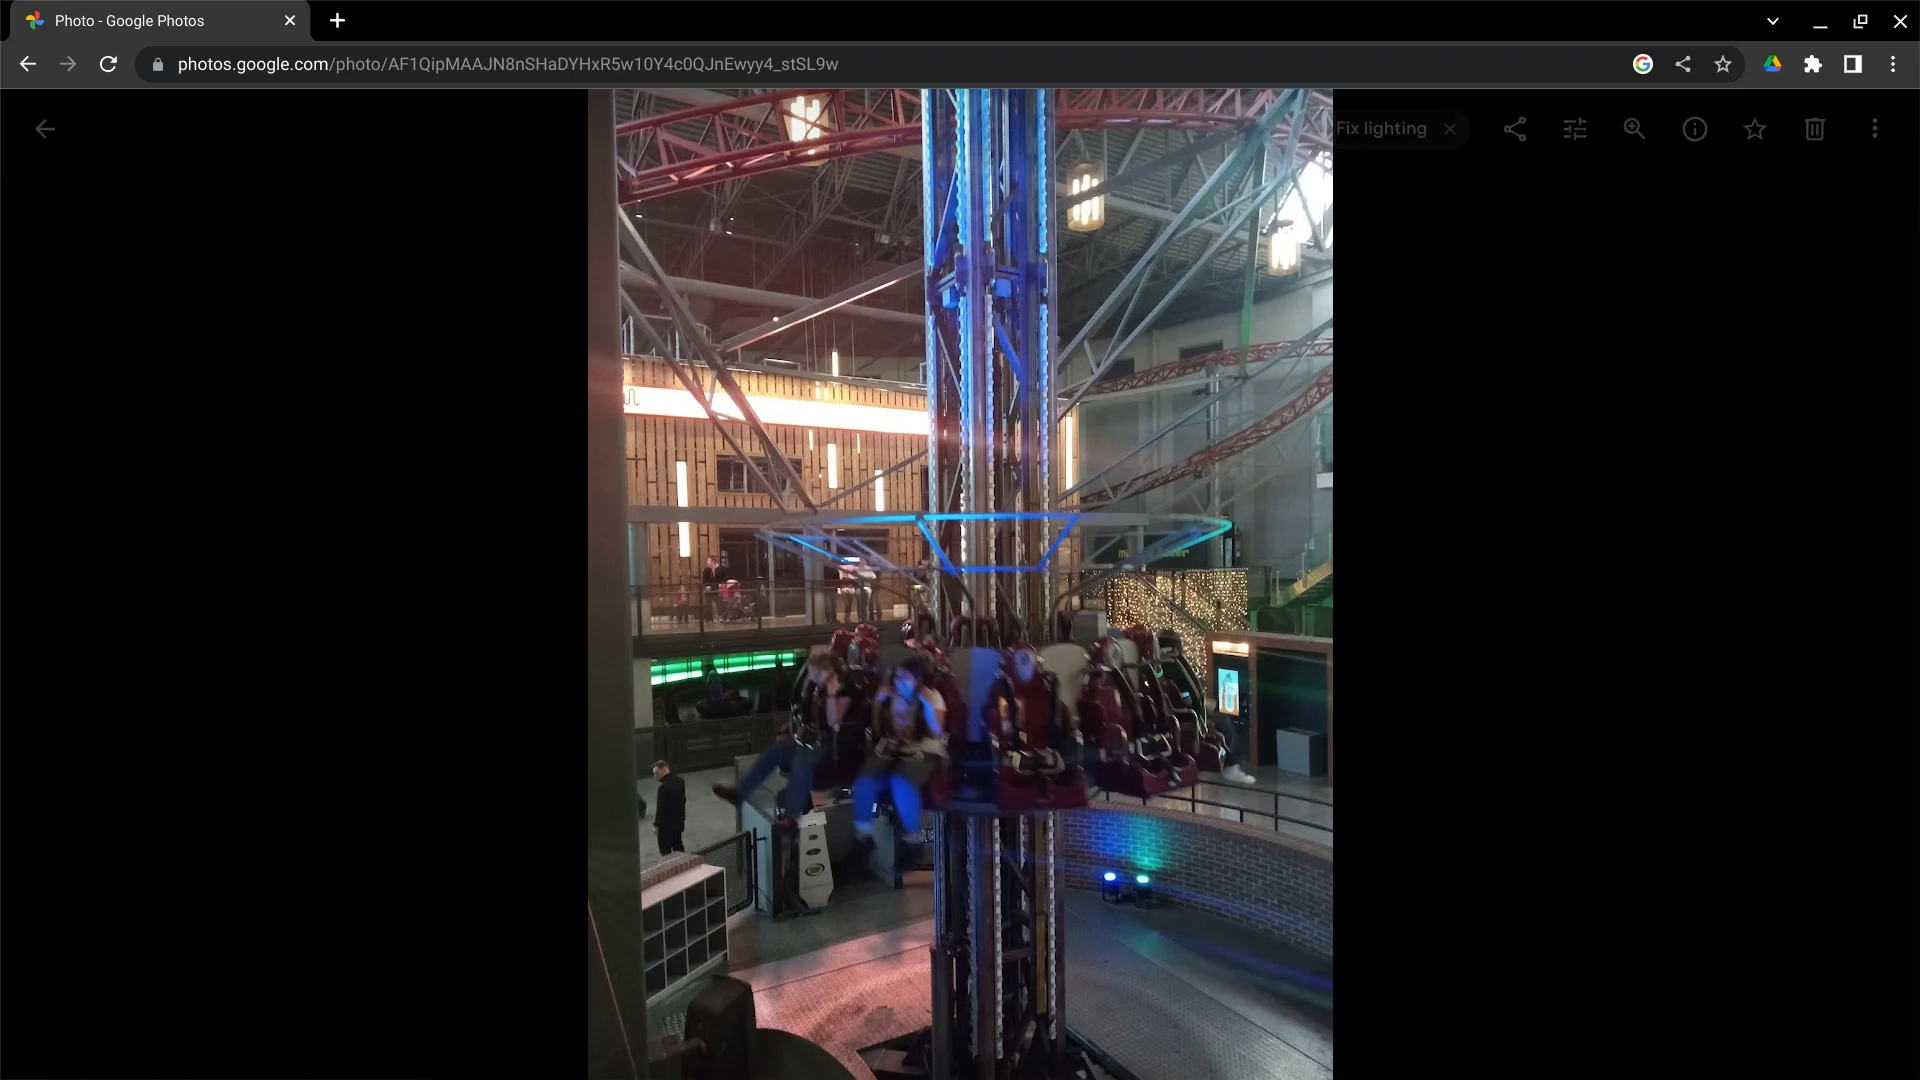 Photo - Google Photos
photos.google.com/photo/AF1QipMAAJN8nSHaDYHxR5w10Y4c0QJnEwyy4_stSL9w
Fix lighting